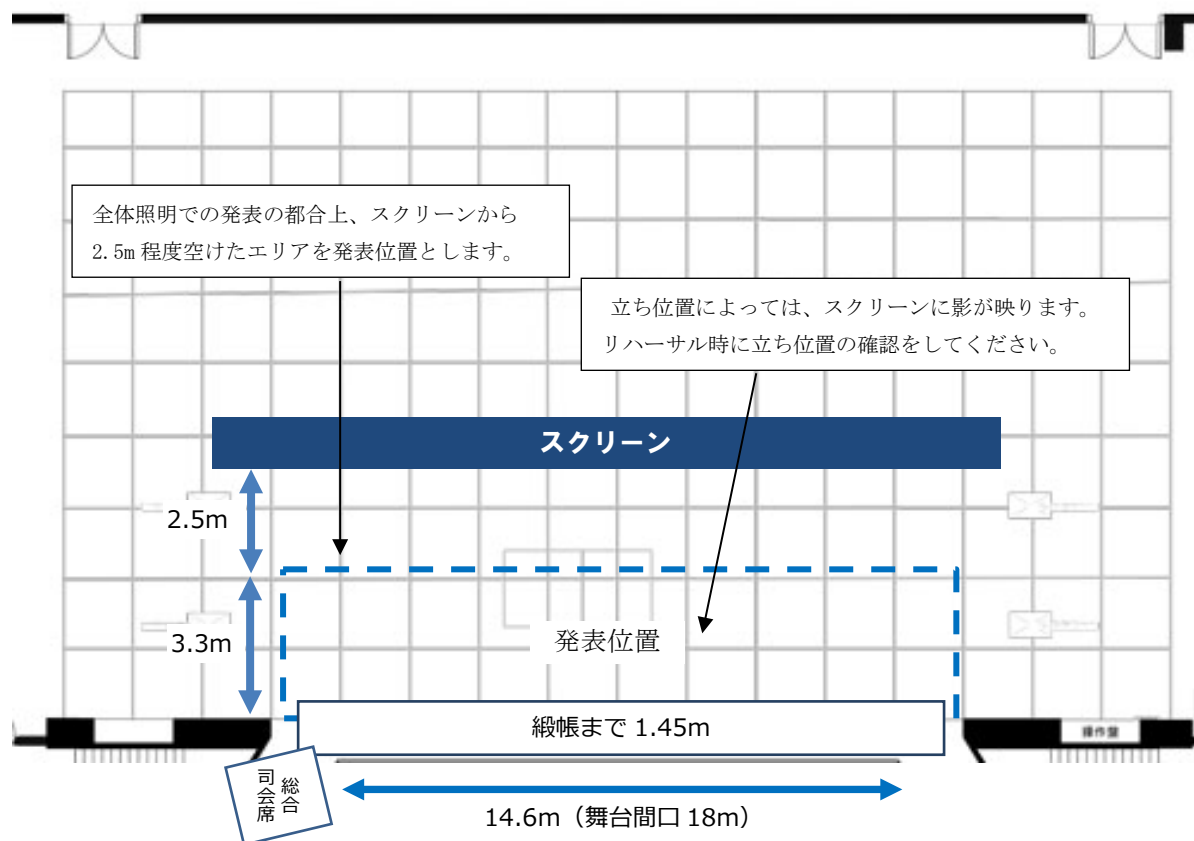 全体照明での発表の都合上、スクリーンから
2.5m 程度空けたエリアを発表位置とします。
立ち位置によっては、スクリーンに影が映ります。
リハーサル時に立ち位置の確認をしてください。
スクリーン
2.5m
3.3m
発表位置
緞帳まで 1.45m
操作盤
総合
司会席
14.6m（舞台間口 18m）